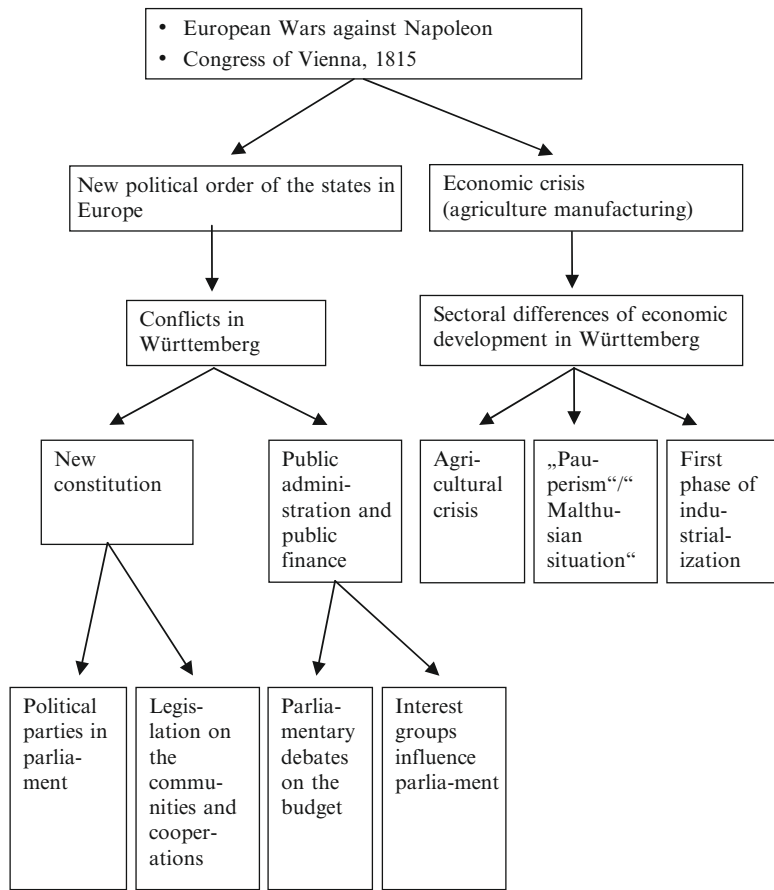 • European Wars against Napoleon
• Congress of Vienna, 1815
New political order of the states in
Europe
Economic crisis
(agriculture manufacturing)
Conflicts in
Württemberg
Sectoral differences of economic
development in Württemberg
New
constitution
Public
admini-
stration and
public
finance
Agri-
cultural
crisis
„Pau-
perism“/“
Malthu-
sian
situation“
First
phase of
indu-
strial-
ization
Political
parties in
parlia-
ment
Legis-
lation on
the
commu-
nities and
cooper-
ations
Parlia-
mentary
debates
on the
budget
Interest
groups
influence
parlia-ment